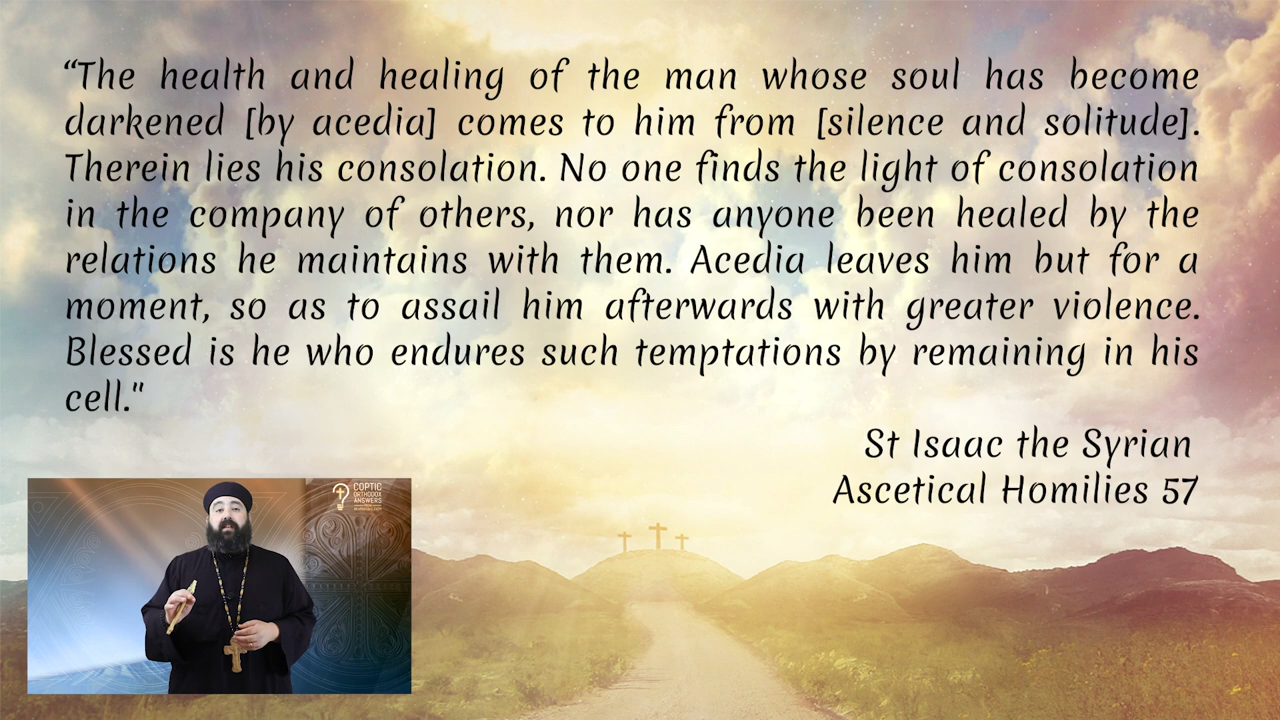 “The health and healing of the man whose soul has become
darkened [by acedia] comes to him from [silence and solitude].
Therein lies his consolation. No one finds the light of consolation
in the company of others, nor has anyone been healed by the
relations he maintains with them. Acedia leaves him but for a
moment, so as to assail him afterwards with greater violence.
Blessed is he who endures such temptations by remaining in his
cell."
St Isaac the Syrian
Ascetical Homilies 57
COPTIC
ORTHODOX
ANSWERS